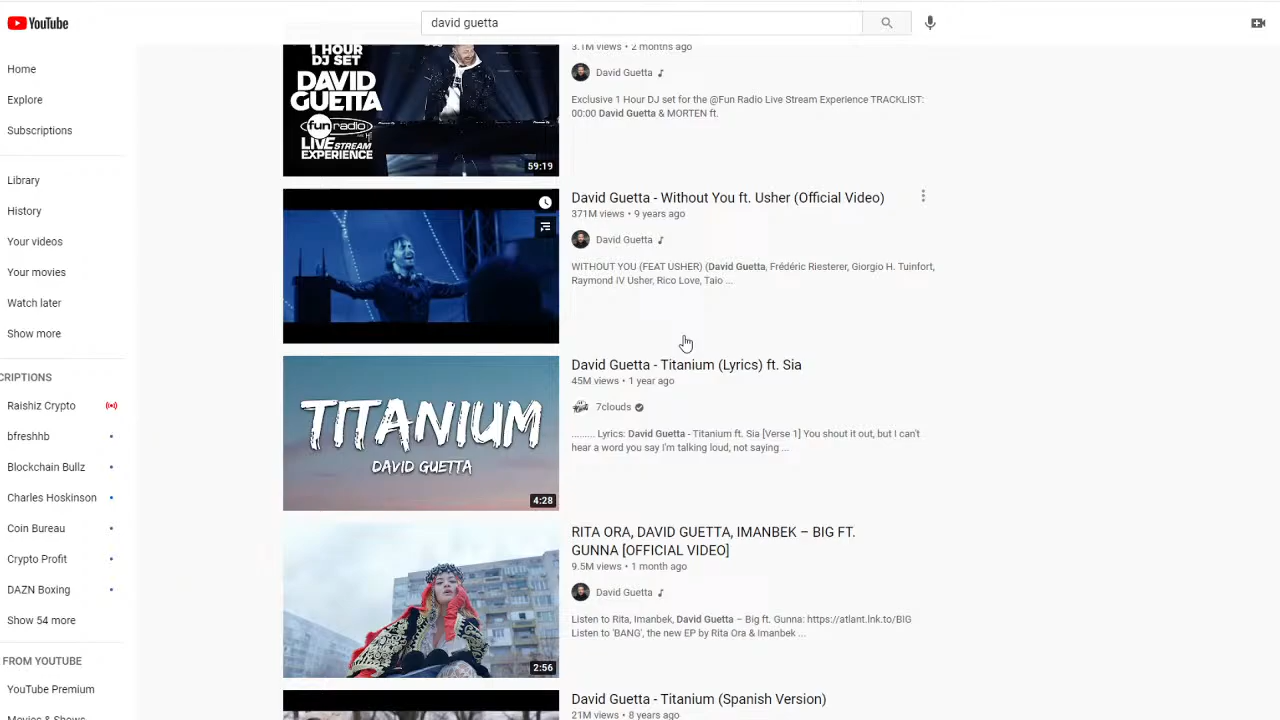 YouTube
david guetta
Home
Explore
Subscriptions
Library
History
Your videos
Your movies
Watch later
Show more
CRIPTIONS
Raishiz Crypto
bfreshhb
Blockchain Bullz
Charles Hoskinson
Coin Bureau
Crypto Profit
DAZN Boxing
Show 54 more
FROM YOUTUBE
YouTube Premium
Movies & Shows
1 HOUR
DJ SET
DAVID
GUETTA
fun radio
LIVE STREAM
EXPERIENCE
59:19
3.1M views • 2 months ago
David Guetta
Exclusive 1 Hour DJ set for the @Fun Radio Live Stream Experience TRACKLIST:
00:00 David Guetta & MORTEN ft.
David Guetta - Without You ft. Usher (Official Video)
371M views • 9 years ago
David Guetta
WITHOUT YOU (FEAT USHER) (David Guetta, Frédéric Riesterer, Giorgio H. Tuinfort,
Raymond IV Usher, Rico Love, Taio ...
TITANIUM
DAVID GUETTA
4:28
David Guetta - Titanium (Lyrics) ft. Sia
45M views • 1 year ago
7clouds
......... Lyrics: David Guetta - Titanium ft. Sia [Verse 1] You shout it out, but I can't
hear a word you say I'm talking loud, not saying ...
2:56
RITA ORA, DAVID GUETTA, IMANBEK – BIG FT.
GUNNA [OFFICIAL VIDEO]
9.5M views • 1 month ago
David Guetta
Listen to Rita, Imanbek, David Guetta – Big ft. Gunna: https://atlant.lnk.to/BIG
Listen to 'BANG', the new EP by Rita Ora & Imanbek ...
David Guetta - Titanium (Spanish Version)
21M views • 8 years ago